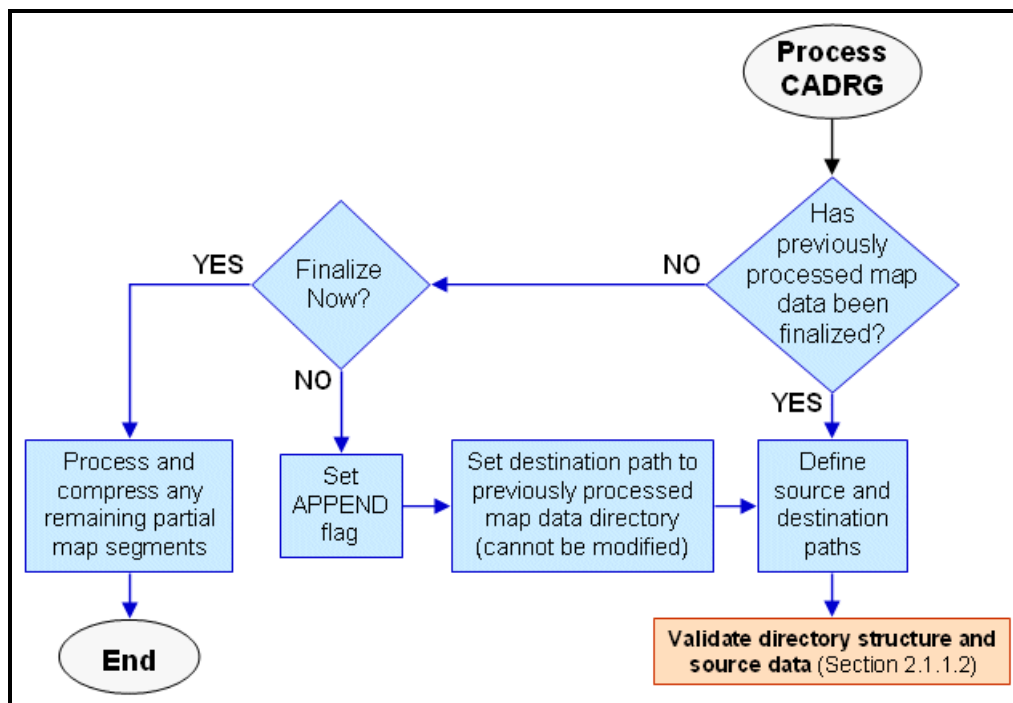 Process
CADRG
Has
previously
processed map
data been
finalized?
NO
YES
Finalize
Now?
YES
NO
Process and
compress any
remaining partial
map segments
Set
APPEND
flag
Set destination path to
previously processed
map data directory
(cannot be modified)
Define
source and
destination
paths
End
Validate directory structure and
source data (Section 2.1.1.2)